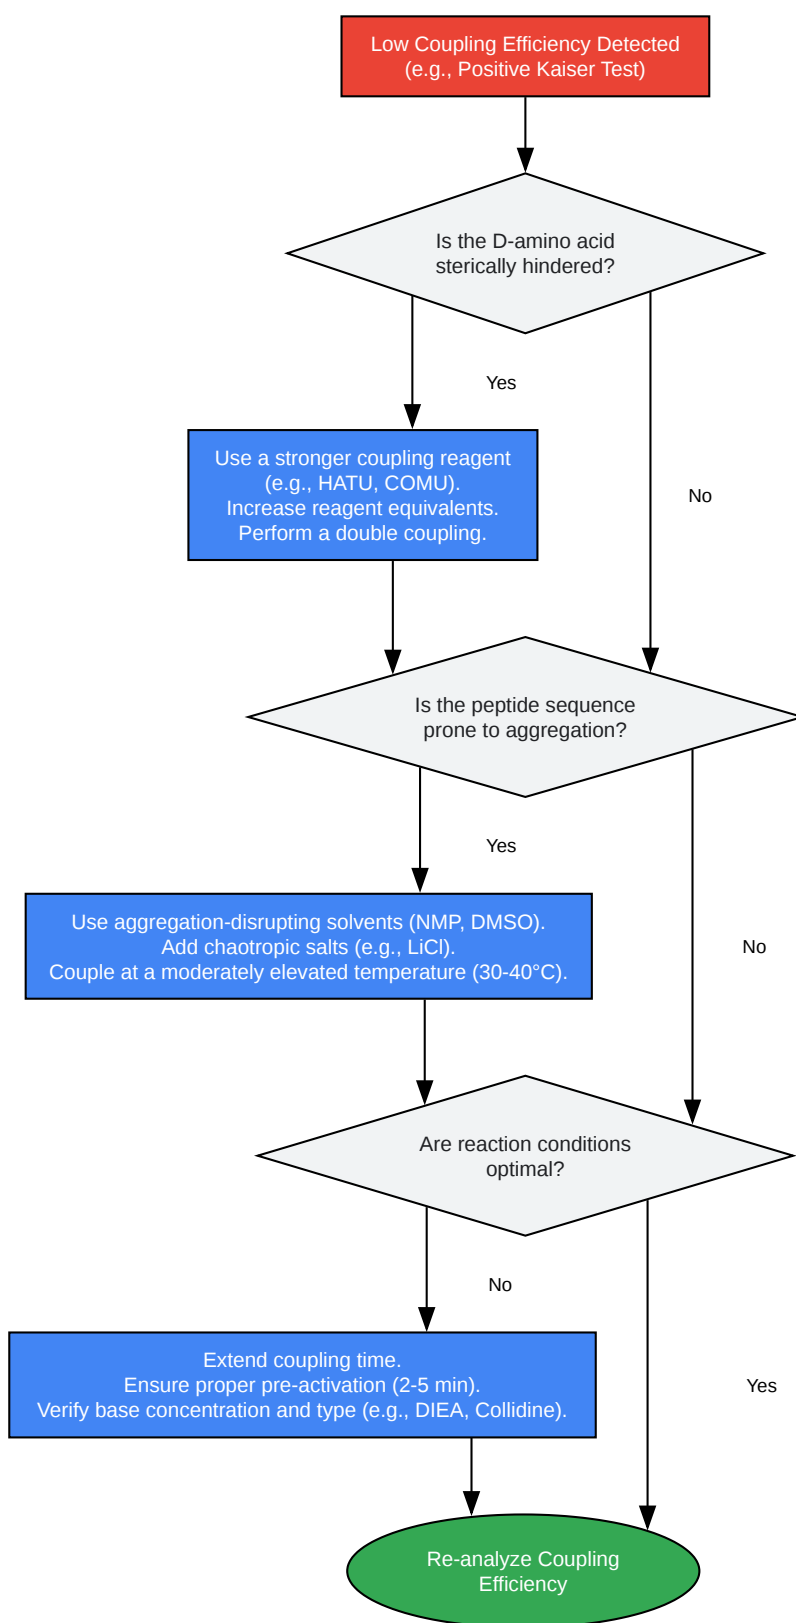 Low Coupling Efficiency Detected
(e.g., Positive Kaiser Test)
Is the D-amino acid
sterically hindered?
Yes
Use a stronger coupling reagent
(e.g., HATU, COMU).
Increase reagent equivalents.
Perform a double coupling.
No
Is the peptide sequence
prone to aggregation?
Yes
Use aggregation-disrupting solvents (NMP, DMSO).
Add chaotropic salts (e.g., LiCl).
Couple at a moderately elevated temperature (30-40°C).
No
Are reaction conditions
optimal?
No
Extend coupling time.
Ensure proper pre-activation (2-5 min).
Verify base concentration and type (e.g., DIEA, Collidine).
Yes
Re-analyze Coupling
Efficiency